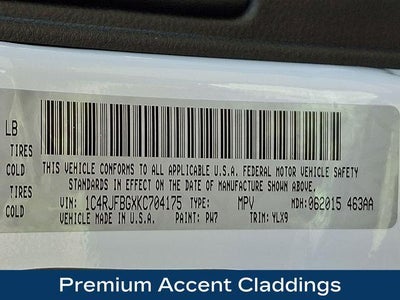 LB
TIRES
COLD
TIRES
COLD
THIS VEHICLE CONFORMS TO ALL APPLICABLE U.S.A. FEDERAL MOTOR VEHICLE SAFETY
STANDARDS IN EFFECT ON THE DATE OF MANUFACTURE SHOWN ABOVE.
VIN: 1C4RJFBGXKC704175 TYPE: MPV MDH: 062015 463AA
VEHICLE MADE IN U.S.A. PAINT: PW7 TRIM: YLX9
Premium Accent Claddings